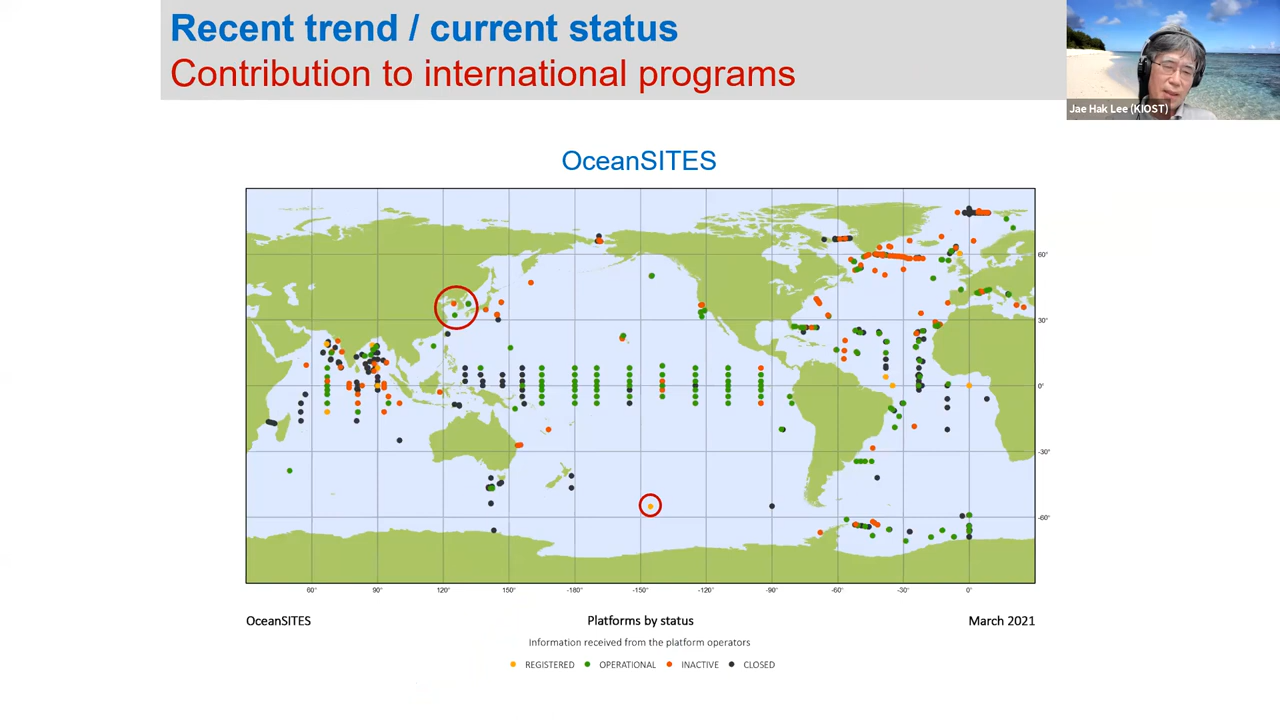 Recent trend / current status
Contribution to international programs
Jae Hak Lee (KIOST)
OceanSITES
60°
30°
0°
-30°
-60°
60° 90° 120° 150° -180° -150° -120° -90° -60° -30° 0°
OceanSITES Platforms by status March 2021
Information received from the platform operators
REGISTERED OPERATIONAL INACTIVE CLOSED